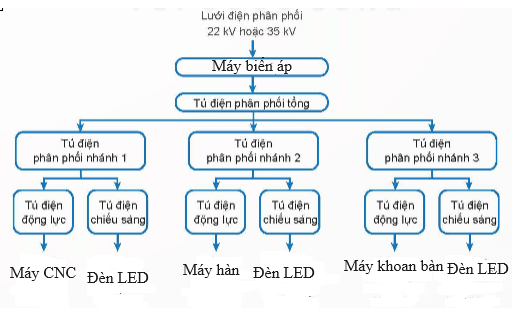 Lưới điện phân phối
22 kV hoặc 35 kV
Máy biến áp
Tủ điện phân phối tổng
Tủ điện
phân phối nhánh 1
Tủ điện
phân phối nhánh 2
Tủ điện
phân phối nhánh 3
Tủ điện
động lực
Tủ điện
chiếu sáng
Tủ điện
động lực
Tủ điện
chiếu sáng
Tủ điện
động lực
Tủ điện
chiếu sáng
Máy CNC
Đèn LED
Máy hàn
Đèn LED
Máy khoan bàn
Đèn LED